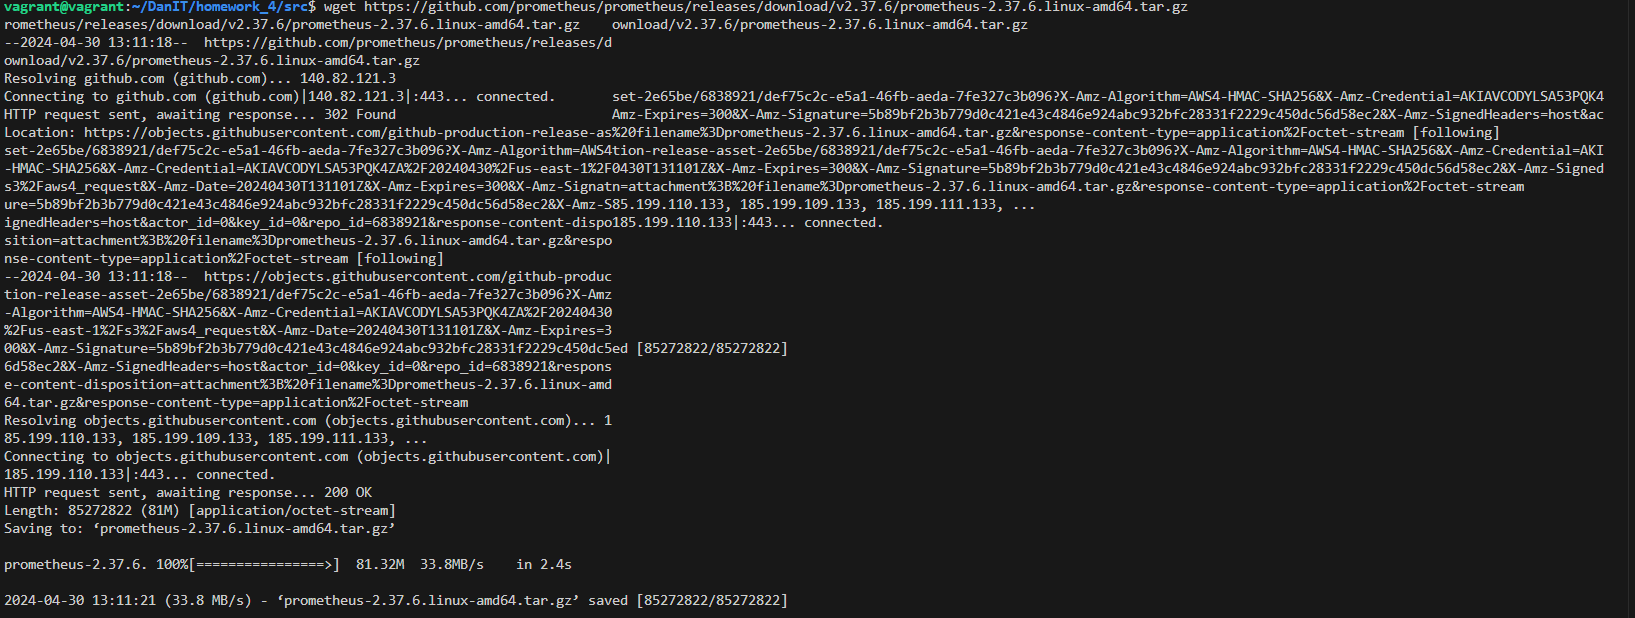 vagrant@vagrant:~/DanIT/homework_4/src$ wget https://github.com/prometheus/prometheus/releases/download/v2.37.6/prometheus-2.37.6.linux-amd64.tar.gz
rometheus/releases/download/v2.37.6/prometheus-2.37.6.linux-amd64.tar.gz    ownload/v2.37.6/prometheus-2.37.6.linux-amd64.tar.gz
--2024-04-30 13:11:18--  https://github.com/prometheus/prometheus/releases/d
ownload/v2.37.6/prometheus-2.37.6.linux-amd64.tar.gz
Resolving github.com (github.com)... 140.82.121.3
Connecting to github.com (github.com)|140.82.121.3|:443... connected.       set-2e65be/6838921/def75c2c-e5a1-46fb-aeda-7fe327c3b096?X-Amz-Algorithm=AWS4-HMAC-SHA256&X-Amz-Credential=AKIAVCODYLSA53PQK4
HTTP request sent, awaiting response... 302 Found                           Amz-Expires=300&X-Amz-Signature=5b89bf2b3b779d0c421e43c4846e924abc932bfc28331f2229c450dc56d58ec2&X-Amz-SignedHeaders=host&ac
Location: https://objects.githubusercontent.com/github-production-release-as%20filename%3Dprometheus-2.37.6.linux-amd64.tar.gz&response-content-type=application%2Foctet-stream [following]
set-2e65be/6838921/def75c2c-e5a1-46fb-aeda-7fe327c3b096?X-Amz-Algorithm=AWS4tion-release-asset-2e65be/6838921/def75c2c-e5a1-46fb-aeda-7fe327c3b096?X-Amz-Algorithm=AWS4-HMAC-SHA256&X-Amz-Credential=AKI
-HMAC-SHA256&X-Amz-Credential=AKIAVCODYLSA53PQK4ZA%2F20240430%2Fus-east-1%2F0430T131101Z&X-Amz-Expires=300&X-Amz-Signature=5b89bf2b3b779d0c421e43c4846e924abc932bfc28331f2229c450dc56d58ec2&X-Amz-Signed
s3%2Faws4_request&X-Amz-Date=20240430T131101Z&X-Amz-Expires=300&X-Amz-Signatn=attachment%3B%20filename%3Dprometheus-2.37.6.linux-amd64.tar.gz&response-content-type=application%2Foctet-stream
ure=5b89bf2b3b779d0c421e43c4846e924abc932bfc28331f2229c450dc56d58ec2&X-Amz-S85.199.110.133, 185.199.109.133, 185.199.111.133, ...
ignedHeaders=host&actor_id=0&key_id=0&repo_id=6838921&response-content-dispo185.199.110.133|:443... connected.
sition=attachment%3B%20filename%3Dprometheus-2.37.6.linux-amd64.tar.gz&respo
nse-content-type=application%2Foctet-stream [following]
--2024-04-30 13:11:18--  https://objects.githubusercontent.com/github-produc
tion-release-asset-2e65be/6838921/def75c2c-e5a1-46fb-aeda-7fe327c3b096?X-Amz
-Algorithm=AWS4-HMAC-SHA256&X-Amz-Credential=AKIAVCODYLSA53PQK4ZA%2F20240430
%2Fus-east-1%2Fs3%2Faws4_request&X-Amz-Date=20240430T131101Z&X-Amz-Expires=3
00&X-Amz-Signature=5b89bf2b3b779d0c421e43c4846e924abc932bfc28331f2229c450dc5ed [85272822/85272822]
6d58ec2&X-Amz-SignedHeaders=host&actor_id=0&key_id=0&repo_id=6838921&respons
e-content-disposition=attachment%3B%20filename%3Dprometheus-2.37.6.linux-amd
64.tar.gz&response-content-type=application%2Foctet-stream
Resolving objects.githubusercontent.com (objects.githubusercontent.com)... 1
85.199.110.133, 185.199.109.133, 185.199.111.133, ...
Connecting to objects.githubusercontent.com (objects.githubusercontent.com)|
185.199.110.133|:443... connected.
HTTP request sent, awaiting response... 200 OK
Length: 85272822 (81M) [application/octet-stream]
Saving to: ‘prometheus-2.37.6.linux-amd64.tar.gz’
prometheus-2.37.6. 100%[================>]  81.32M  33.8MB/s    in 2.4s
2024-04-30 13:11:21 (33.8 MB/s) - ‘prometheus-2.37.6.linux-amd64.tar.gz’ saved [85272822/85272822]